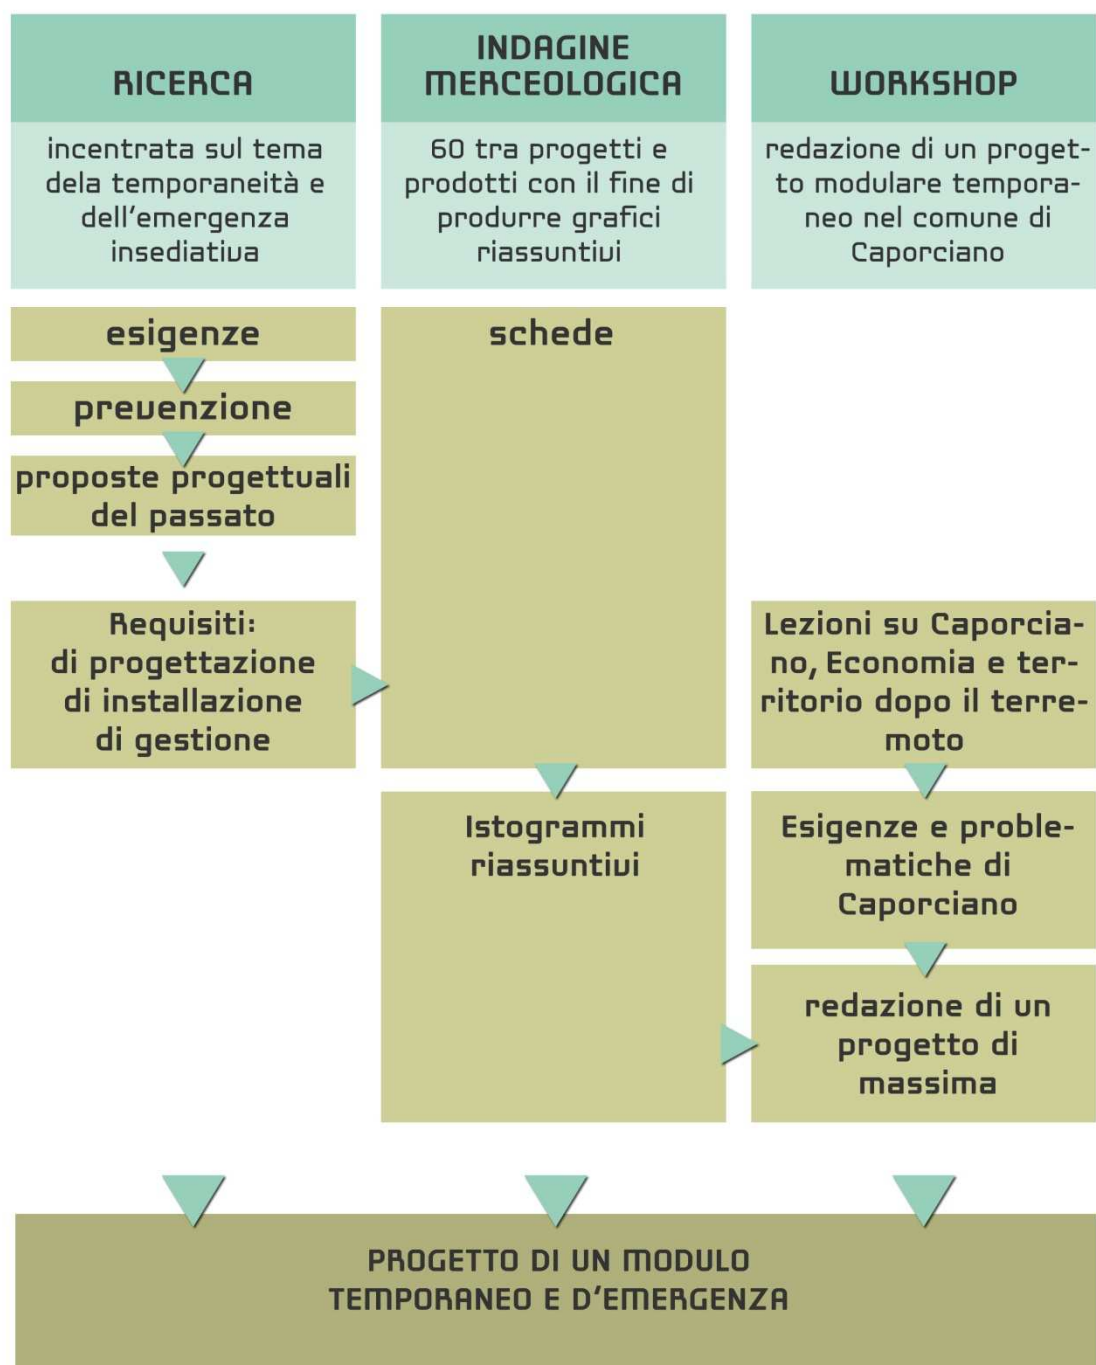 RICERCA
incentrata sul tema
dela temporaneità e
dell'emergenza
insediativa
esigenze
prevenzione
proposte progettuali
del passato
Requisiti:
di progettazione
di installazione
di gestione
INDAGINE
MERCEOLOGICA
60 tra progetti e
prodotti con il fine di
produrre grafici
riassuntivi
schede
Istogrammi
riassuntivi
WORKSHOP
redazione di un proget-
to modulare tempora-
neo nel comune di
Caporciano
Lezioni su Caporcia-
no, Economia e ter-
ritorio dopo il terre-
moto
Esigenze e proble-
matiche di
Caporciano
redazione di un
progetto di
massima
PROGETTO DI UN MODULO
TEMPORANEO E D'EMERGENZA